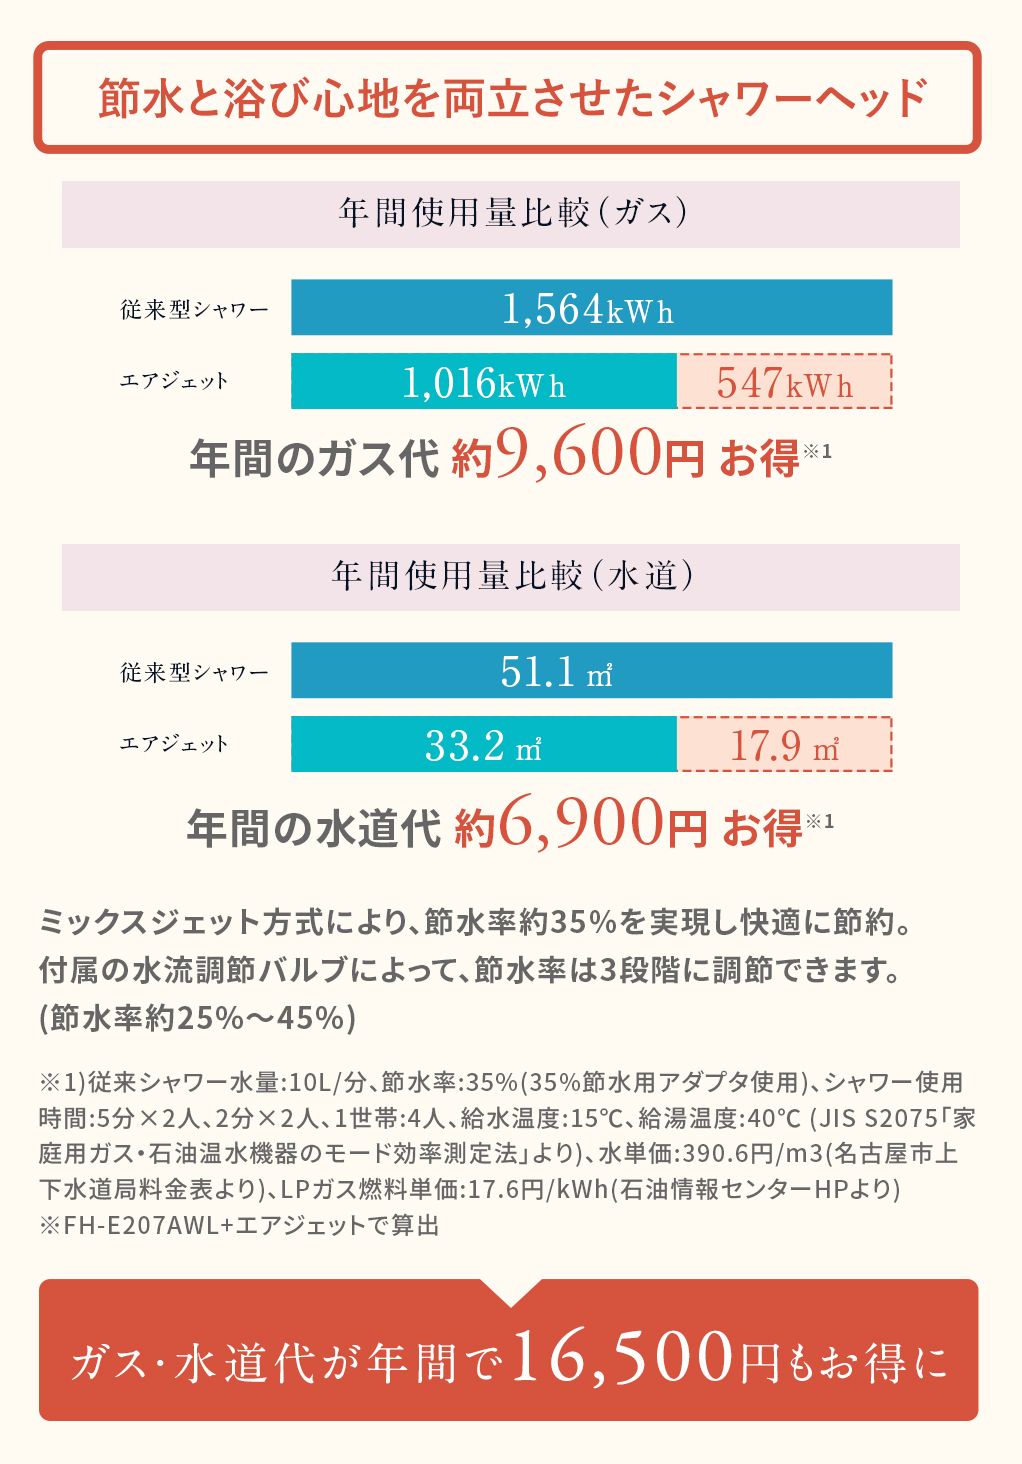 節水と浴び心地を両立させたシャワーヘッド
年間使用量比較(ガス)
従来型シャワー 1,564kWh
エアジェット 1,016kWh 547kWh
年間のガス代 約9,600円 お得※1
年間使用量比較(水道)
従来型シャワー 51.1 ㎡
エアジェット 33.2 ㎡ 17.9 ㎡
年間の水道代 約6,900円 お得※1
ミックスジェット方式により、節水率約35%を実現し快適に節約。
付属の水流調節バルブによって、節水率は3段階に調節できます。
(節水率約25%〜45%)
※1)従来シャワー水量:10L/分、節水率:35%(35%節水用アダプタ使用)、シャワー使用
時間:5分×2人、2分×2人、1世帯:4人、給水温度:15℃、給湯温度:40℃ (JIS S2075「家
庭用ガス・石油温水機器のモード効率測定法」より)、水単価:390.6円/m3(名古屋市上
下水道局料金表より)、LPガス燃料単価:17.6円/kWh(石油情報センターHPより)
※FH-E207AWL+エアジェットで算出
ガス・水道代が年間で16,500円もお得に